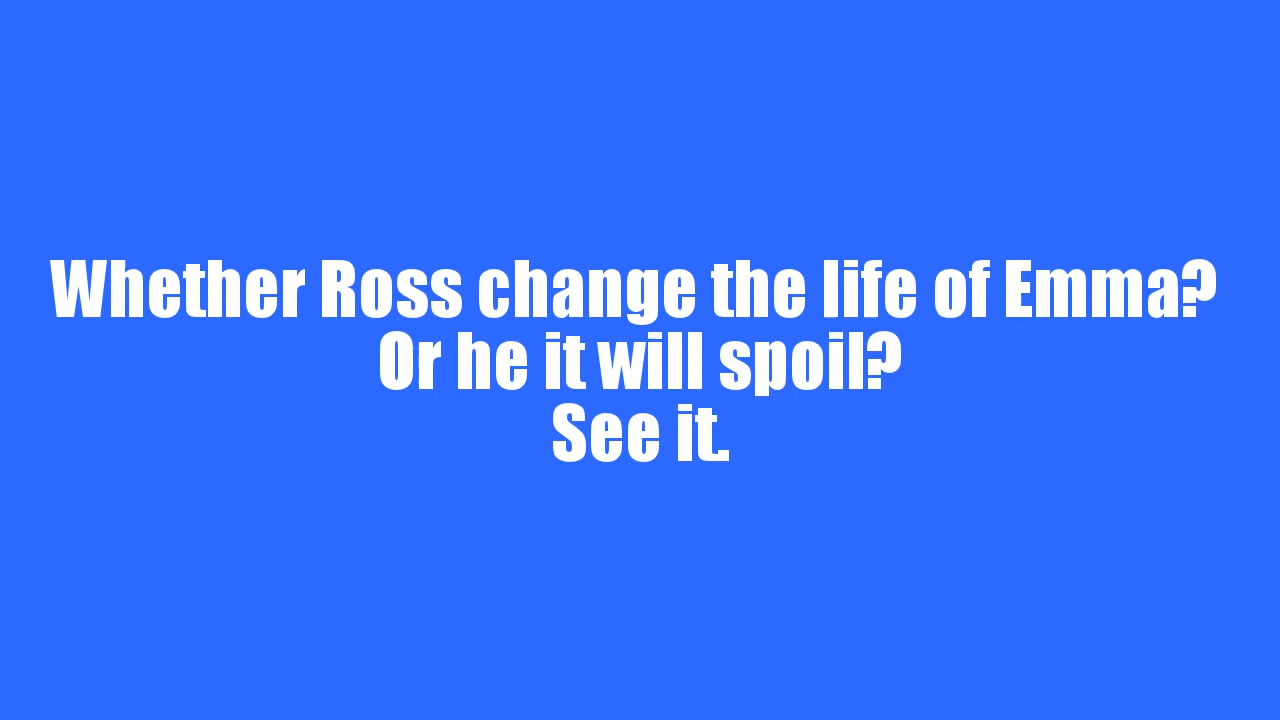 Whether Ross change the life of Emma?
Or he it will spoil?
See it.